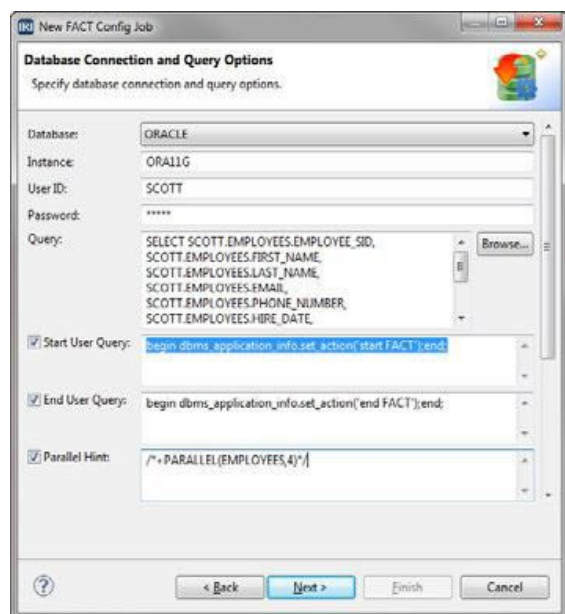 IRI New FACT Config Job
Database Connection and Query Options
Specify database connection and query options.
Database: ORACLE
Instance: ORA11G
User ID: SCOTT
Password: *****
Query: SELECT SCOTT.EMPLOYEES.EMPLOYEE_SID, Browse...
SCOTT.EMPLOYEES.FIRST_NAME,
SCOTT.EMPLOYEES.LAST_NAME,
SCOTT.EMPLOYEES.EMAIL,
SCOTT.EMPLOYEES.PHONE_NUMBER,
SCOTT.EMPLOYEES.HIRE_DATE,
Start User Query: begin dbms_application_info.set_action('start FACT');end;
End User Query: begin dbms_application_info.set_action('end FACT');end;
Parallel Hint: /*+PARALLEL(EMPLOYEES,4)*/
? < Back Next > Finish Cancel